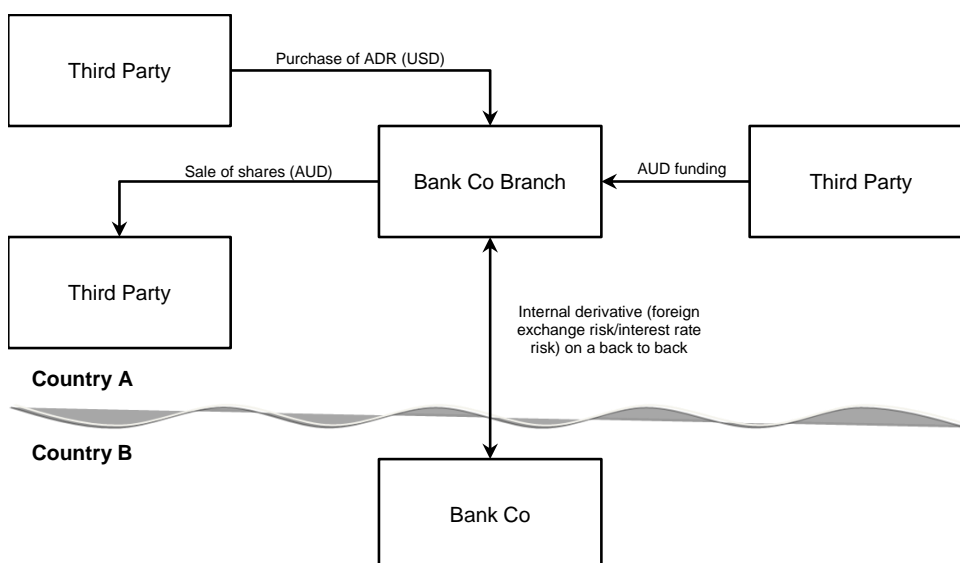 Purchase of ADR (USD)
Third Party
Sale of shares (AUD)
Bank Co Branch
AUD funding
Third Party
Third Party
Internal derivative (foreign
exchange risk/interest rate
risk) on a back to back
Country A
Country B
Bank Co